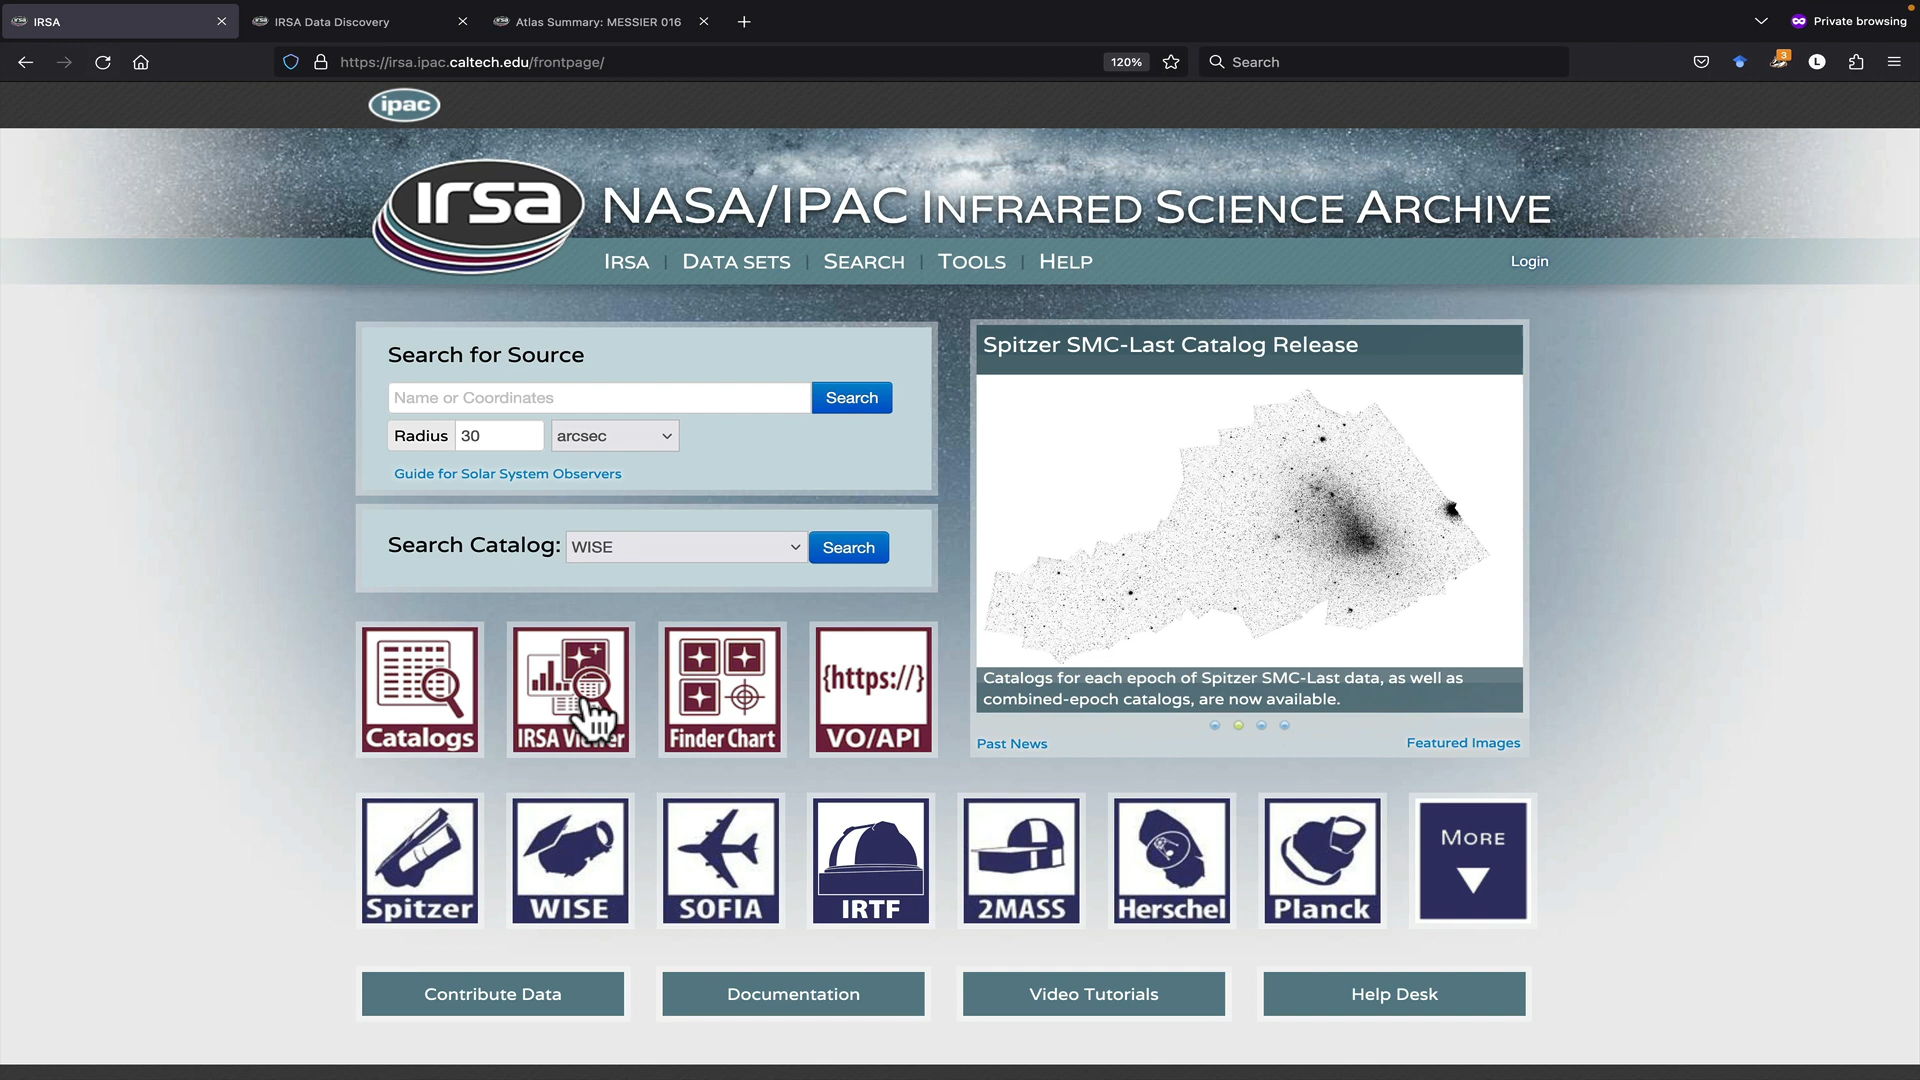 IRSA
IRSA Data Discovery
Atlas Summary: MESSIER 016
Private browsing
https://irsa.ipac.caltech.edu/frontpage/
120%
Search
3
L
ipac
irsa
NASA/IPAC INFRARED SCIENCE ARCHIVE
IRSA | DATA SETS | SEARCH | TOOLS | HELP
Login
Search for Source
Name or Coordinates
Search
Radius 30 arcsec
Guide for Solar System Observers
Search Catalog: WISE Search
Spitzer SMC-Last Catalog Release
Catalogs for each epoch of Spitzer SMC-Last data, as well as
combined-epoch catalogs, are now available.
Past News
Featured Images
{https://}
Catalogs
IRSA Viewer
Finder Chart
VO/API
Spitzer
WISE
SOFIA
IRTF
2MASS
Herschel
Planck
MORE
Contribute Data
Documentation
Video Tutorials
Help Desk